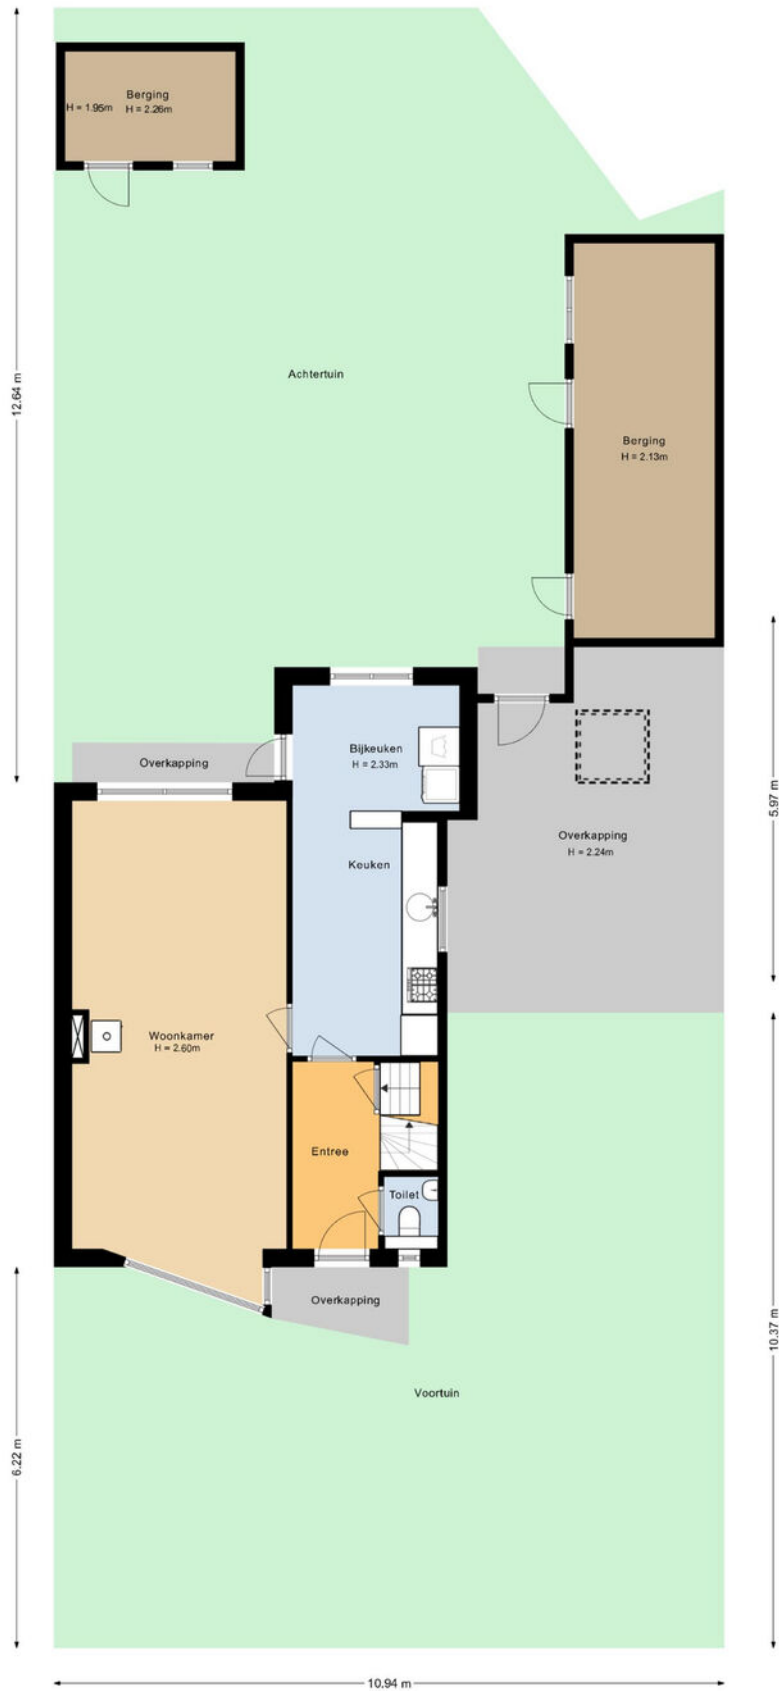 Berging
H = 1.95m
H = 2.26m
12.64 m
Achtertuin
Berging
H = 2.13m
Bijkeuken
H = 2.33m
Overkapping
5.97 m
Overkapping
H = 2.24m
Keuken
Woonkamer
H = 2.60m
Entree
Toilet
Overkapping
10.37 m
Voortuin
6.22 m
10.94 m